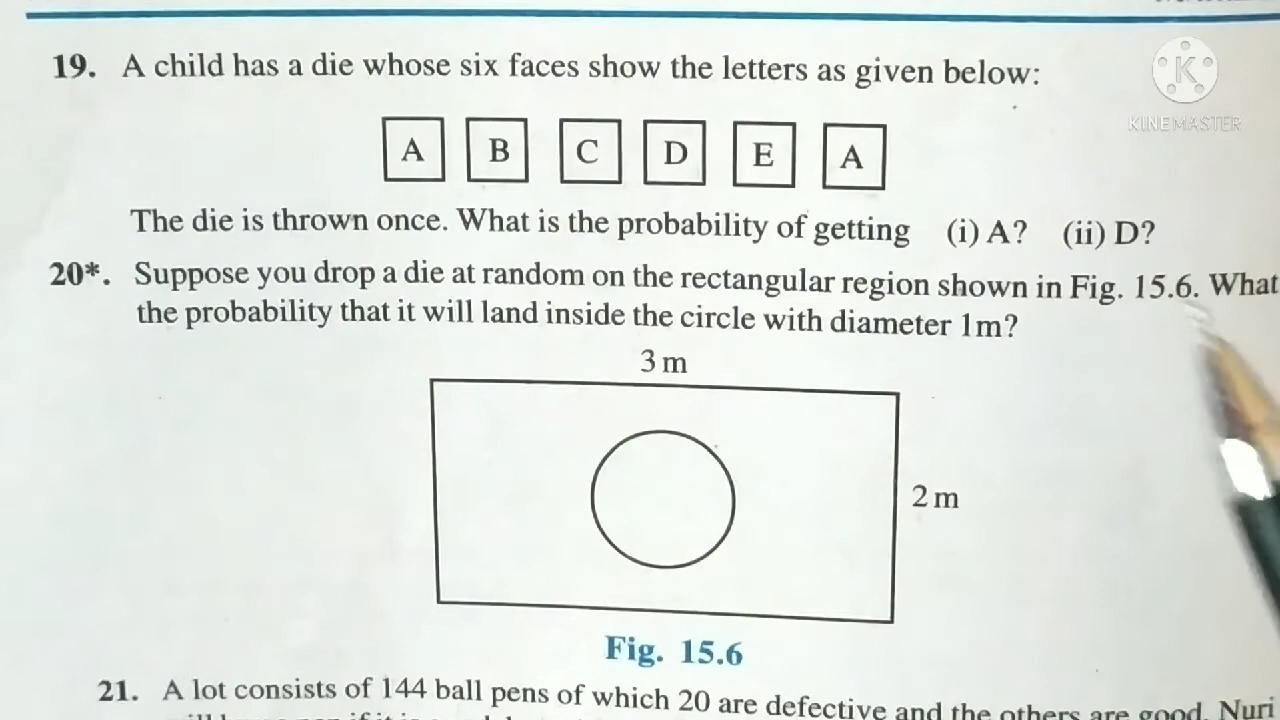 19. A child has a die whose six faces show the letters as given below:
K
KINEMASTER
A B C D E A
The die is thrown once. What is the probability of getting (i) A? (ii) D?
20*. Suppose you drop a die at random on the rectangular region shown in Fig. 15.6. What
the probability that it will land inside the circle with diameter 1m?
3 m
2 m
Fig. 15.6
21. A lot consists of 144 ball pens of which 20 are defective and the others are good. Nuri